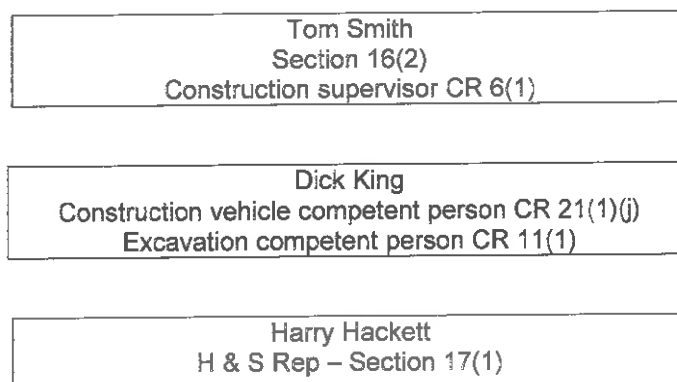 Tom Smith
Section 16(2)
Construction supervisor CR 6(1)
Dick King
Construction vehicle competent person CR 21(1)(j)
Excavation competent person CR 11(1)
Harry Hackett
H & S Rep – Section 17(1)